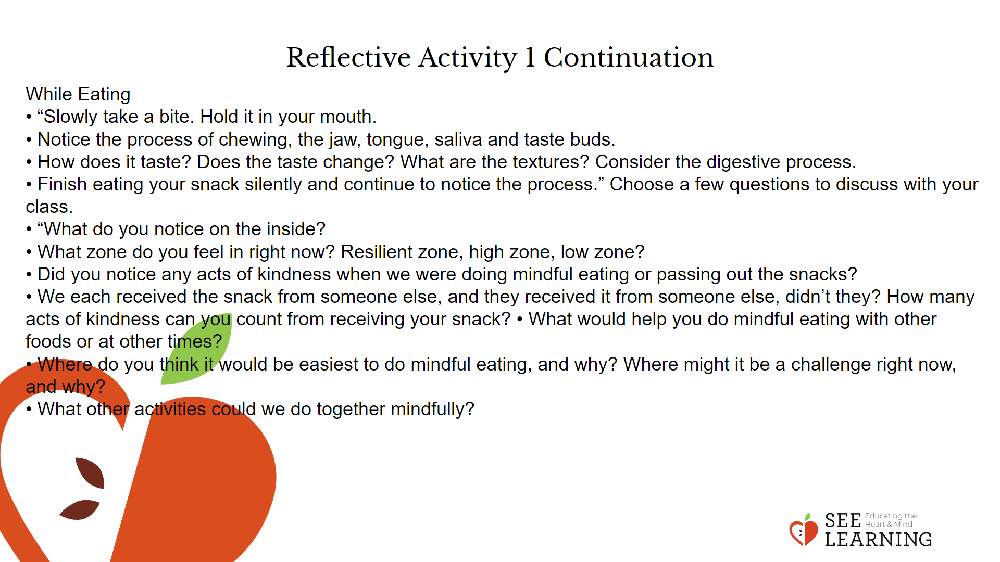 Reflective Activity 1 Continuation
While Eating
• “Slowly take a bite. Hold it in your mouth.
• Notice the process of chewing, the jaw, tongue, saliva and taste buds.
• How does it taste? Does the taste change? What are the textures? Consider the digestive process.
• Finish eating your snack silently and continue to notice the process.” Choose a few questions to discuss with your
class.
• “What do you notice on the inside?
• What zone do you feel in right now? Resilient zone, high zone, low zone?
• Did you notice any acts of kindness when we were doing mindful eating or passing out the snacks?
• We each received the snack from someone else, and they received it from someone else, didn’t they? How many
acts of kindness can you count from receiving your snack? • What would help you do mindful eating with other
foods or at other times?
• Where do you think it would be easiest to do mindful eating, and why? Where might it be a challenge right now,
and why?
• What other activities could we do together mindfully?
SEE
Educating the
Heart & Mind
LEARNING